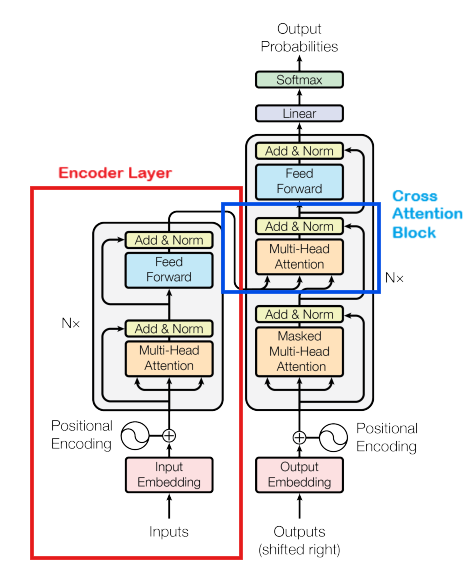 Output
Probabilities
Softmax
Linear
Add & Norm
Feed
Forward
Encoder Layer
Cross
Attention
Block
Add & Norm
Multi-Head
Attention
Add & Norm
Feed
Forward
N×
N×
Add & Norm
Multi-Head
Attention
Add & Norm
Masked
Multi-Head
Attention
Positional
Encoding
Positional
Encoding
Input
Embedding
Output
Embedding
Inputs
Outputs
(shifted right)